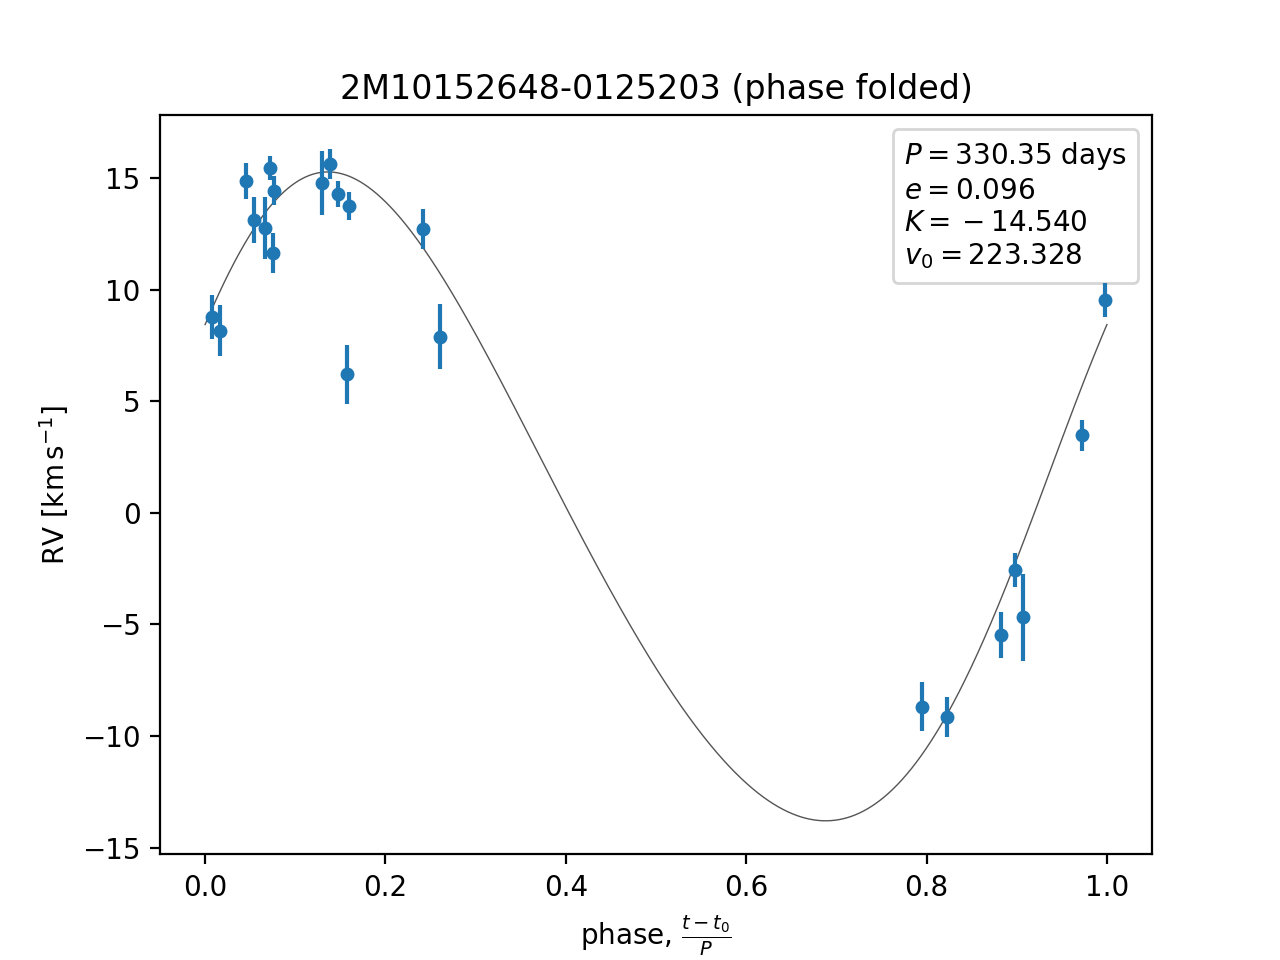 2M10152648-0125203 (phase folded)
P = 330.35 days
e = 0.096
K = −14.540
v₀ = 223.328
15
10
5
0
−5
−10
−15
RV [km s⁻¹]
0.0 0.2 0.4 0.6 0.8 1.0
phase, (t − t₀)/P